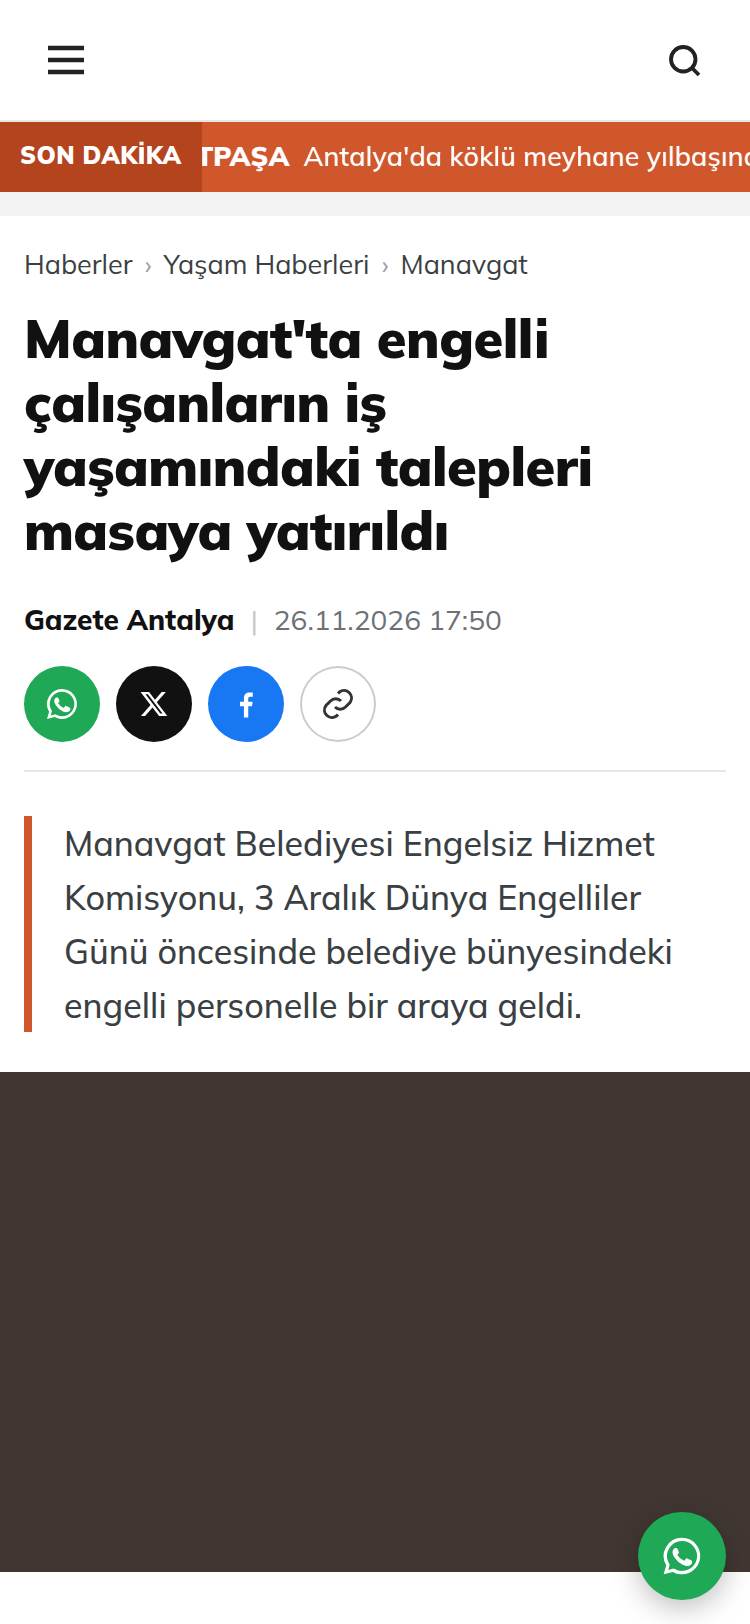 SON DAKİKA
TPAŞA Antalya'da köklü meyhane
Haberler › Yaşam Haberleri › Manavgat
Manavgat'ta engelli
çalışanların iş
yaşamındaki talepleri
masaya yatırıldı
Gazete Antalya | 26.11.2026 17:50
Manavgat Belediyesi Engelsiz Hizmet
Komisyonu, 3 Aralık Dünya Engelliler
Günü öncesinde belediye bünyesindeki
engelli personelle bir araya geldi.